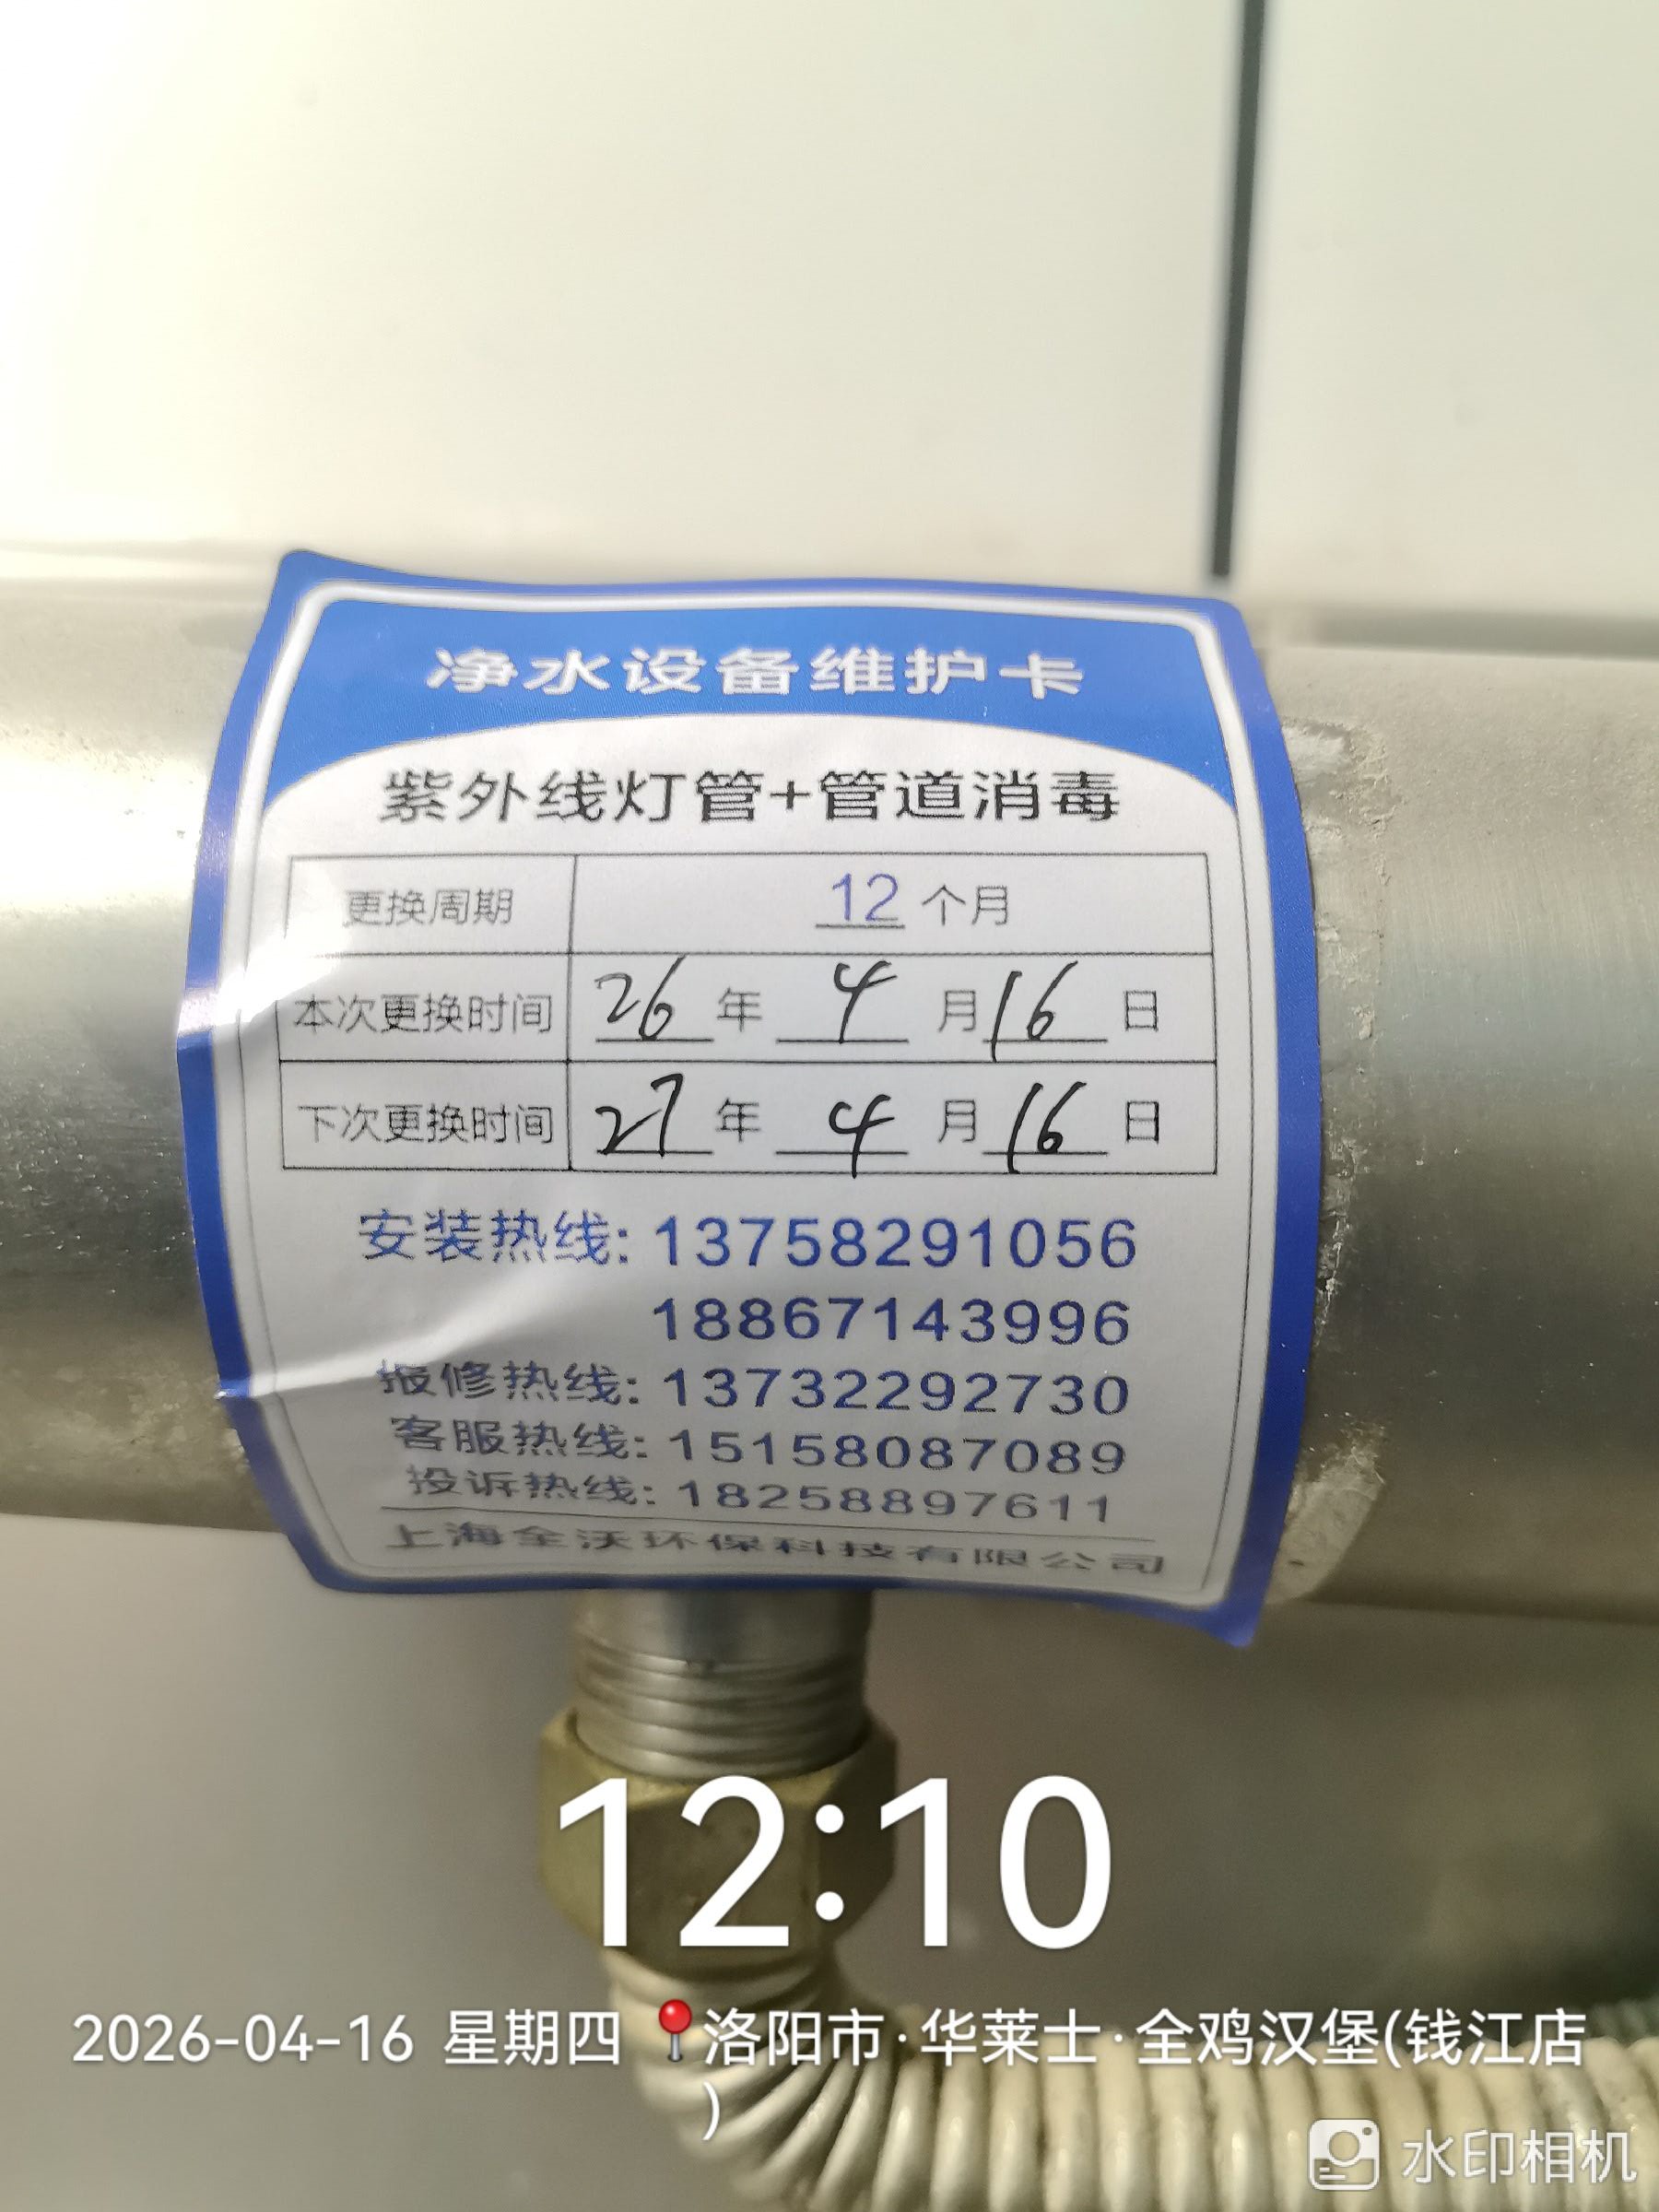 净水设备维护卡
紫外线灯管+管道消毒
更换周期 12 个月
本次更换时间 26 年 4 月 16 日
下次更换时间 27 年 4 月 16 日
安装热线: 13758291056
18867143996
报修热线: 13732292730
客服热线: 15158087089
投诉热线: 18258897611
上海全沃环保科技有限公司
12:10
2026-04-16 星期四 洛阳市·华莱士·全鸡汉堡(钱江店
)
水印相机